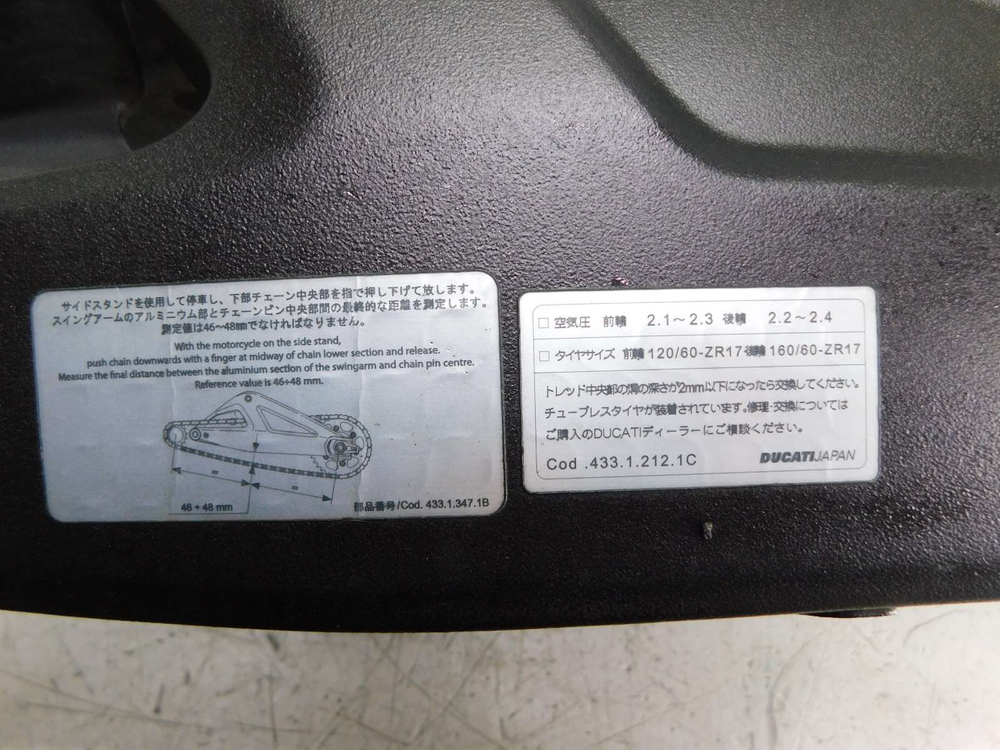 サイドスタンドを使用して停車し、下部チェーン中央部を指で押し下げて放します。
スイングアームのアルミニウム部とチェーンピン中央部間の最終的な距離を測定します。
測定値は46～48㎜でなければなりません。
With the motorcycle on the side stand,
push chain downwards with a finger at midway of chain lower section and release.
Measure the final distance between the aluminium section of the swingarm and chain pin centre.
Reference value is 46÷48 mm.
=
=
46 ÷ 48 mm
部品番号/Cod. 433.1.347.1B
□ 空気圧 前輪 2.1～2.3 後輪 2.2～2.4
□ タイヤサイズ 前輪 120/60-ZR17 後輪 160/60-ZR17
トレッド中央部の溝の深さが2mm以下になったら交換してください。
チューブレスタイヤが装着されています。修理・交換については
ご購入のDUCATIディーラーにご相談ください。
Cod .433.1.212.1C
DUCATIJAPAN